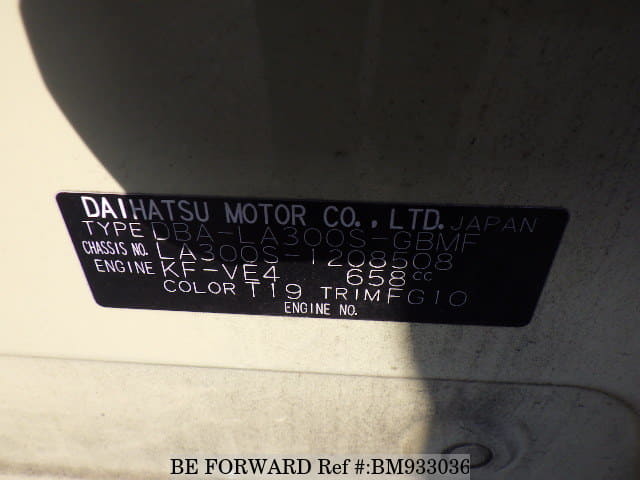 DAIHATSU MOTOR CO., LTD. JAPAN
TYPE DBA-LA300S-GBMF
CHASSIS NO. LA300S-1208508
ENGINE KF-VE4 658cc
COLOR T19 TRIM FG10
ENGINE NO.
BE FORWARD Ref #:BM933036